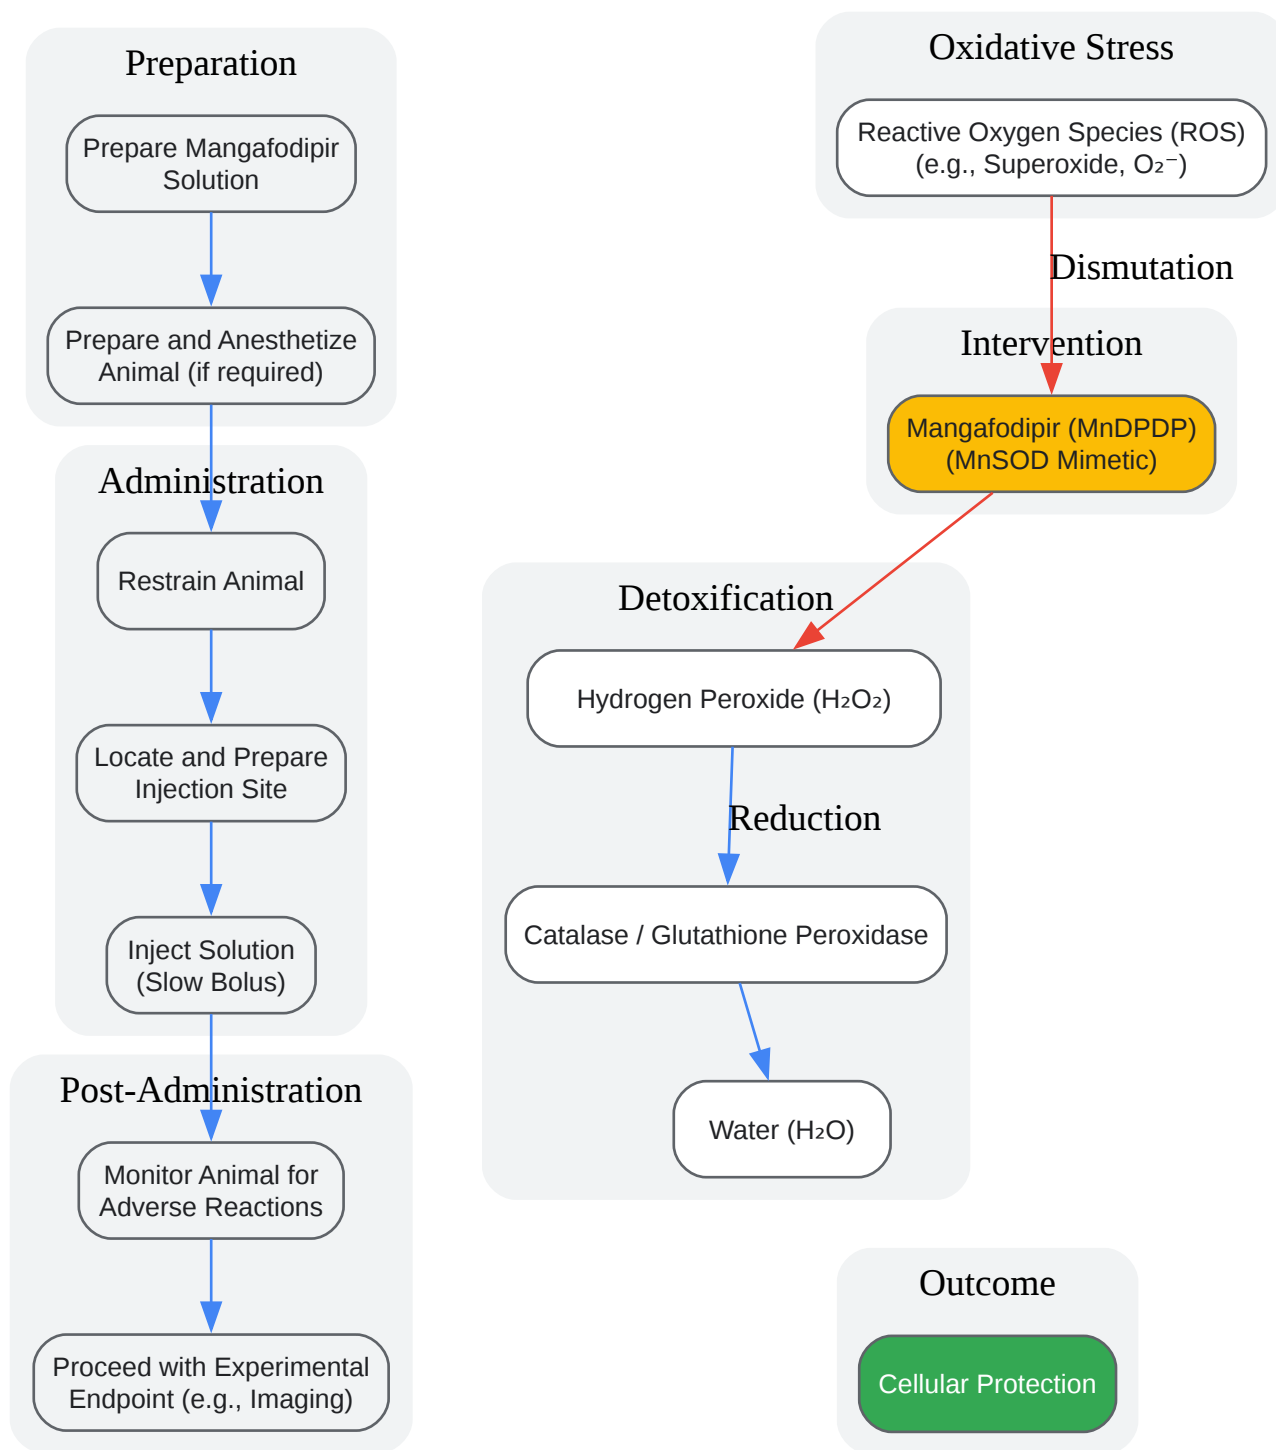 Preparation
Prepare Mangafodipir
Solution
Prepare and Anesthetize
Animal (if required)
Administration
Restrain Animal
Locate and Prepare
Injection Site
Inject Solution
(Slow Bolus)
Post-Administration
Monitor Animal for
Adverse Reactions
Proceed with Experimental
Endpoint (e.g., Imaging)
Oxidative Stress
Reactive Oxygen Species (ROS)
(e.g., Superoxide, O₂⁻)
Dismutation
Intervention
Mangafodipir (MnDPDP)
(MnSOD Mimetic)
Detoxification
Hydrogen Peroxide (H₂O₂)
Reduction
Catalase / Glutathione Peroxidase
Water (H₂O)
Outcome
Cellular Protection